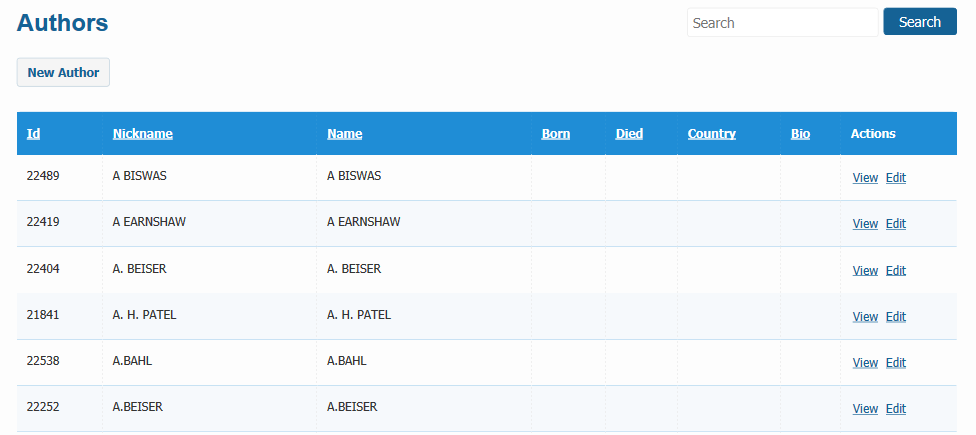 Authors
Search Search
New Author
Id Nickname Name Born Died Country Bio Actions
22489 A BISWAS A BISWAS View Edit
22419 A EARNSHAW A EARNSHAW View Edit
22404 A. BEISER A. BEISER View Edit
21841 A. H. PATEL A. H. PATEL View Edit
22538 A.BAHL A.BAHL View Edit
22252 A.BEISER A.BEISER View Edit